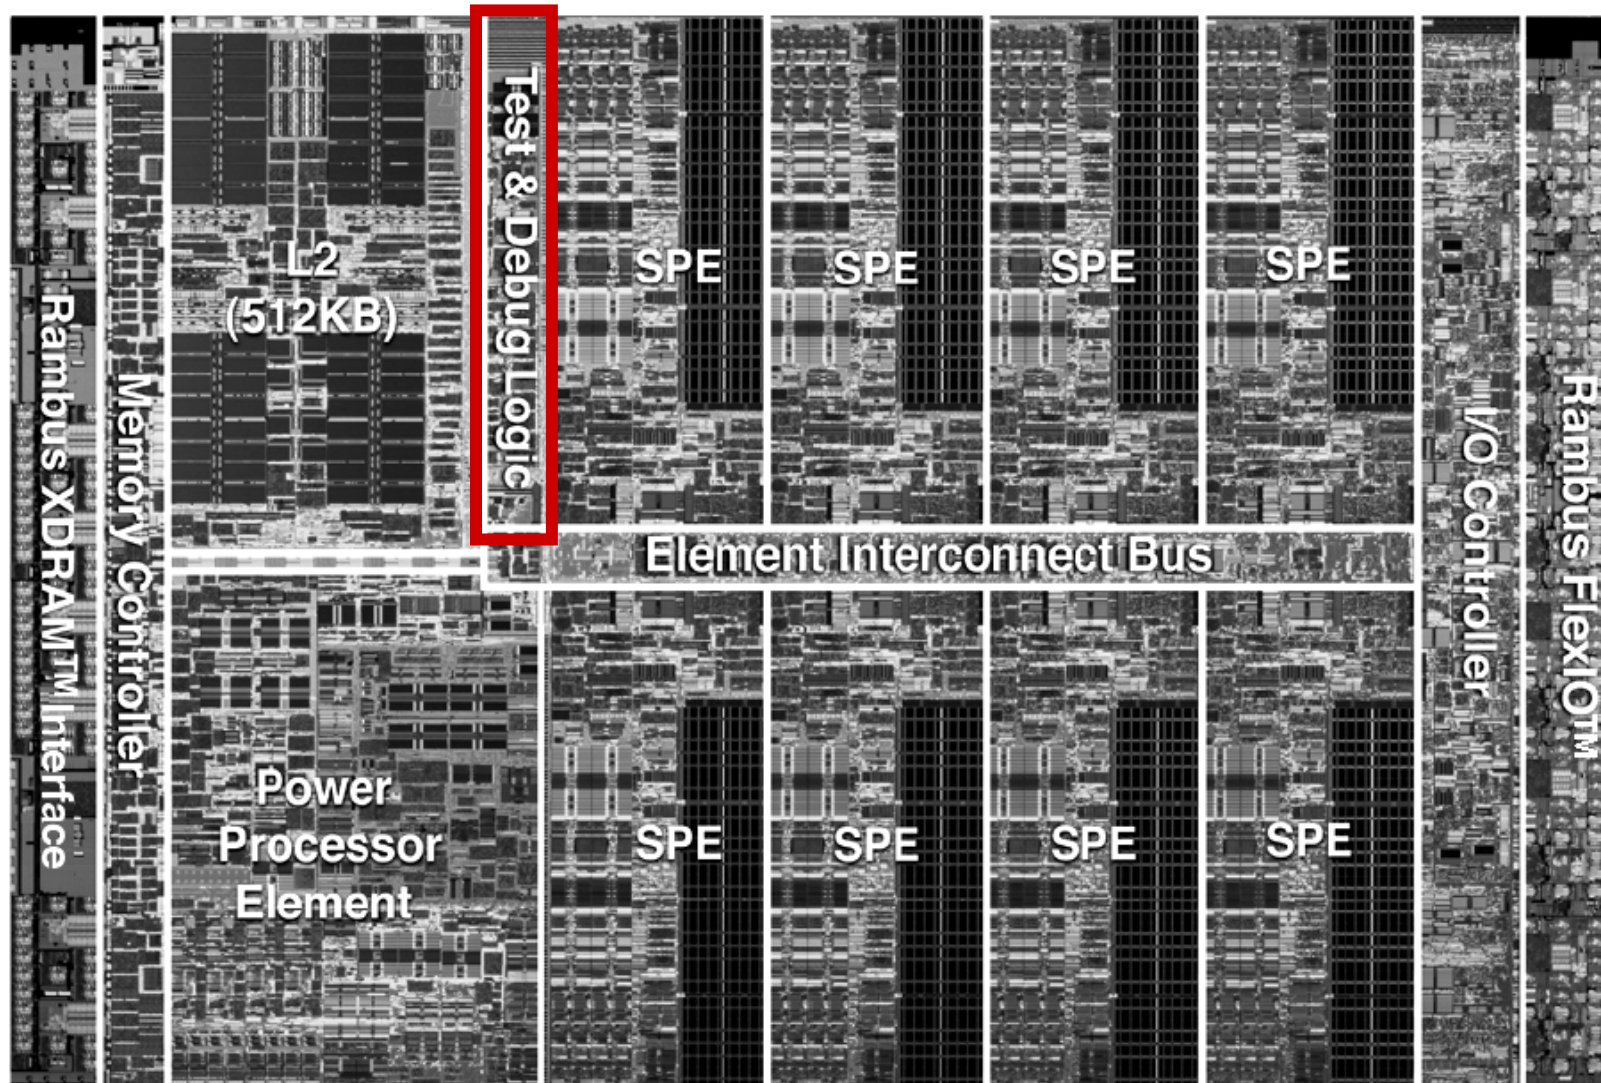 Rambus XDRAM™ Interface
Memory Controller
L2
(512KB)
Test & Debug Logic
SPE
SPE
SPE
SPE
I/O Controller
Rambus FlexIO™
Element Interconnect Bus
Power
Processor
Element
SPE
SPE
SPE
SPE